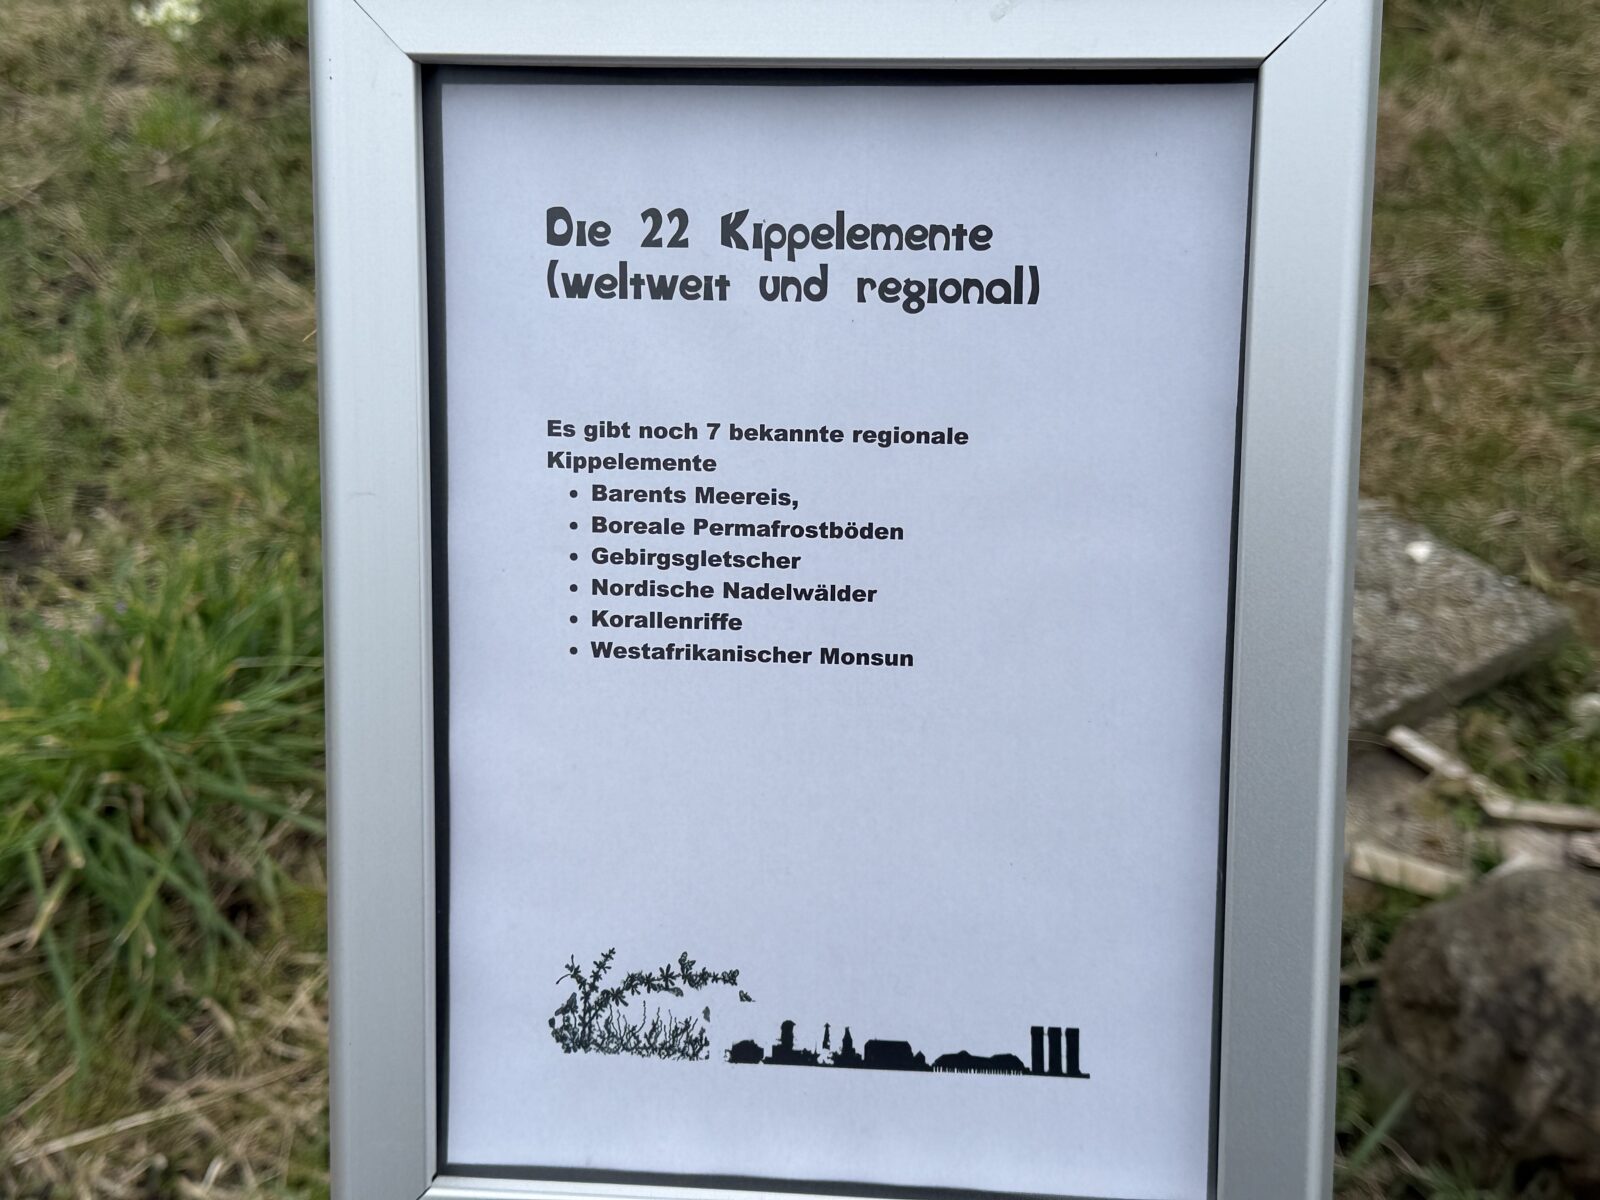 Die 22 Kippelemente
(weltweit und regional)
Es gibt noch 7 bekannte regionale
Kippelemente
• Barents Meereis,
• Boreale Permafrostböden
• Gebirgsgletscher
• Nordische Nadelwälder
• Korallenriffe
• Westafrikanischer Monsun